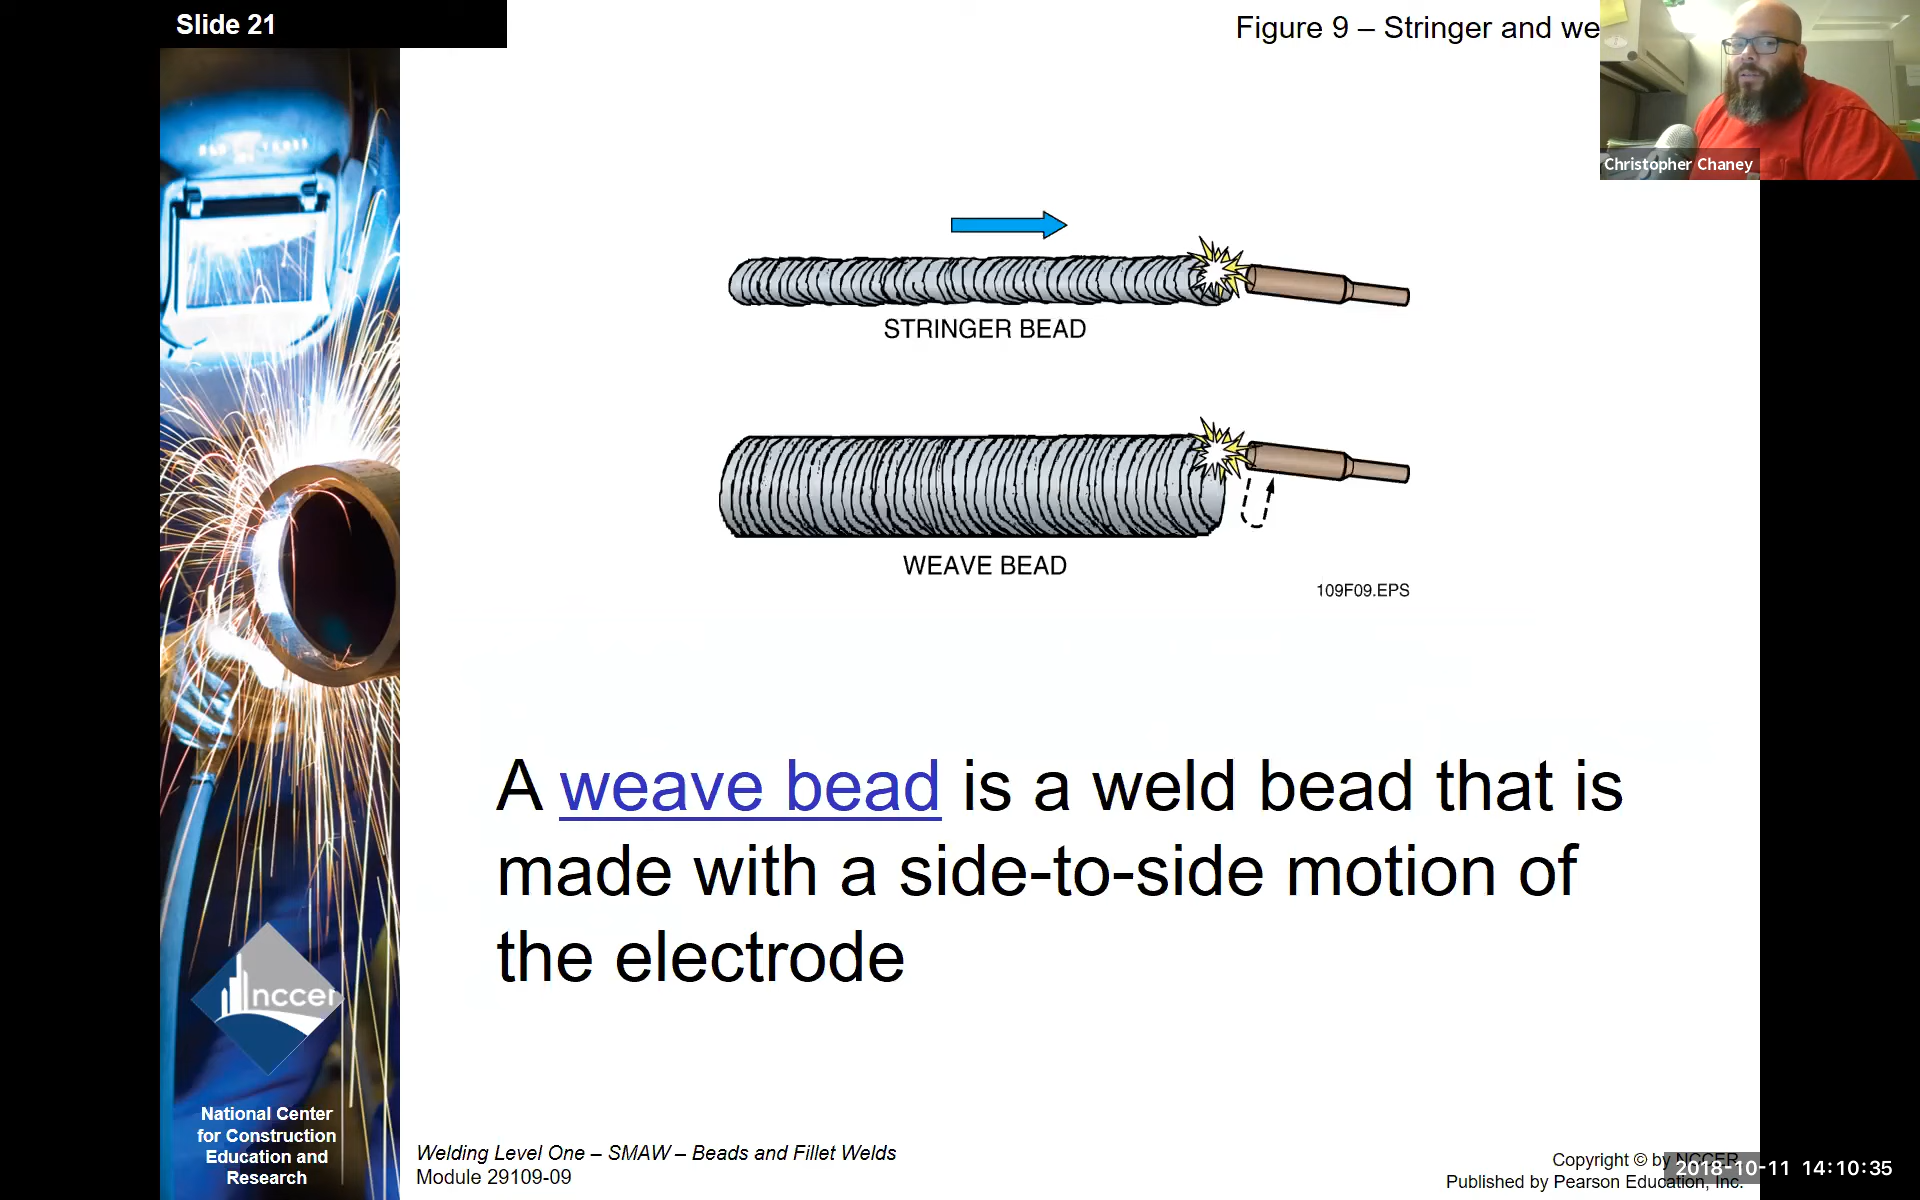 Slide 21
Figure 9 – Stringer and we
Christopher Chaney
STRINGER BEAD
WEAVE BEAD
109F09.EPS
A weave bead is a weld bead that is
made with a side-to-side motion of
the electrode
nccer
National Center
for Construction
Education and
Research
Welding Level One – SMAW – Beads and Fillet Welds
Module 29109-09
Copyright © by NCCER
Published by Pearson Education, Inc.
2018-10-11 14:10:35